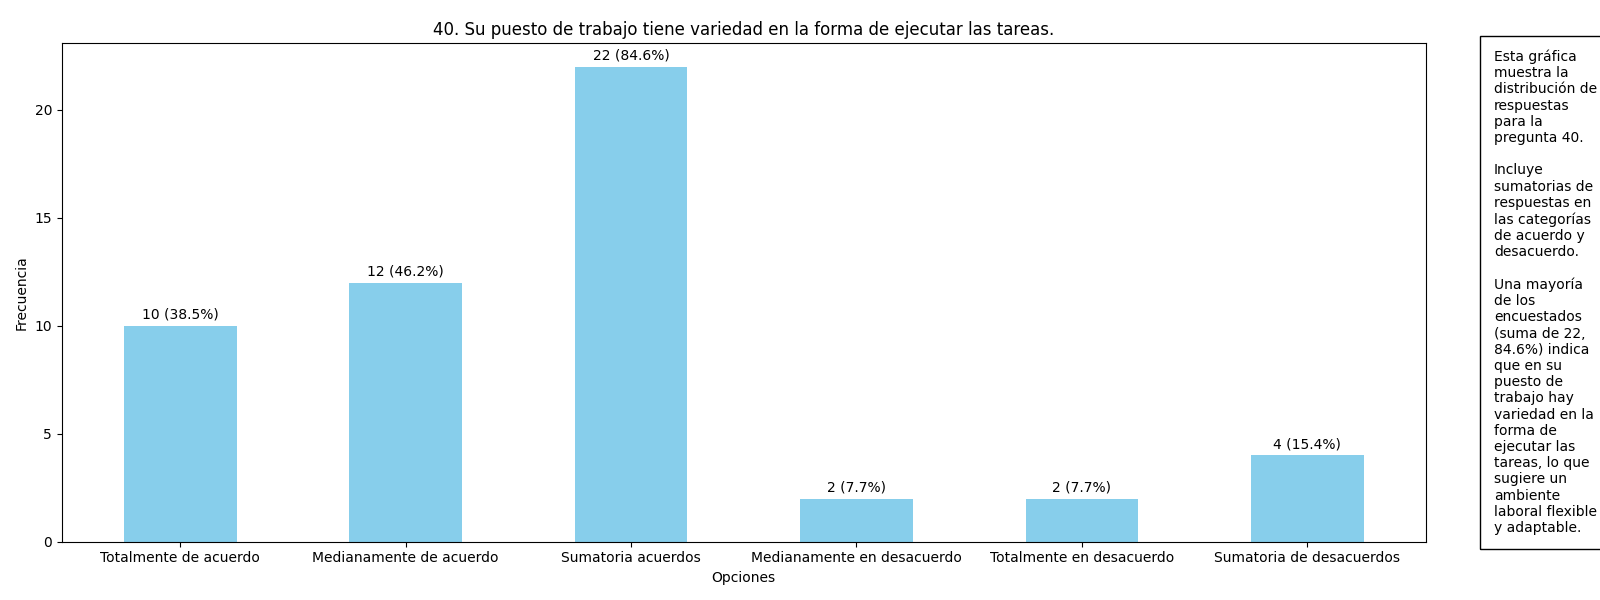 40. Su puesto de trabajo tiene variedad en la forma de ejecutar las tareas.
Frecuencia
20
15
10
5
0
10 (38.5%)
12 (46.2%)
22 (84.6%)
2 (7.7%)
2 (7.7%)
4 (15.4%)
Totalmente de acuerdo
Medianamente de acuerdo
Sumatoria acuerdos
Medianamente en desacuerdo
Totalmente en desacuerdo
Sumatoria de desacuerdos
Opciones
Esta gráfica
muestra la
distribución de
respuestas
para la
pregunta 40.
Incluye
sumatorias de
respuestas en
las categorías
de acuerdo y
desacuerdo.
Una mayoría
de los
encuestados
(suma de 22,
84.6%) indica
que en su
puesto de
trabajo hay
variedad en la
forma de
ejecutar las
tareas, lo que
sugiere un
ambiente
laboral flexible
y adaptable.